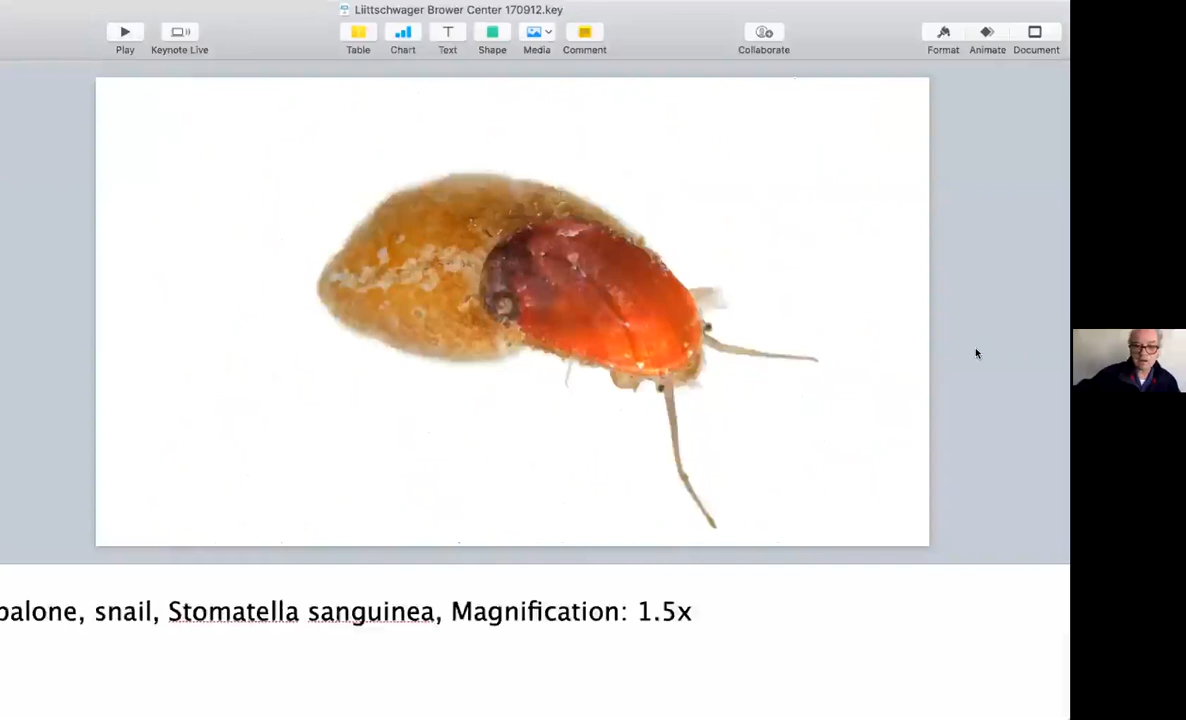 Liittschwager Brower Center 170912.key
Play Keynote Live Table Chart Text Shape Media Comment Collaborate Format Animate Document
T
palone, snail, Stomatella sanguinea, Magnification: 1.5x